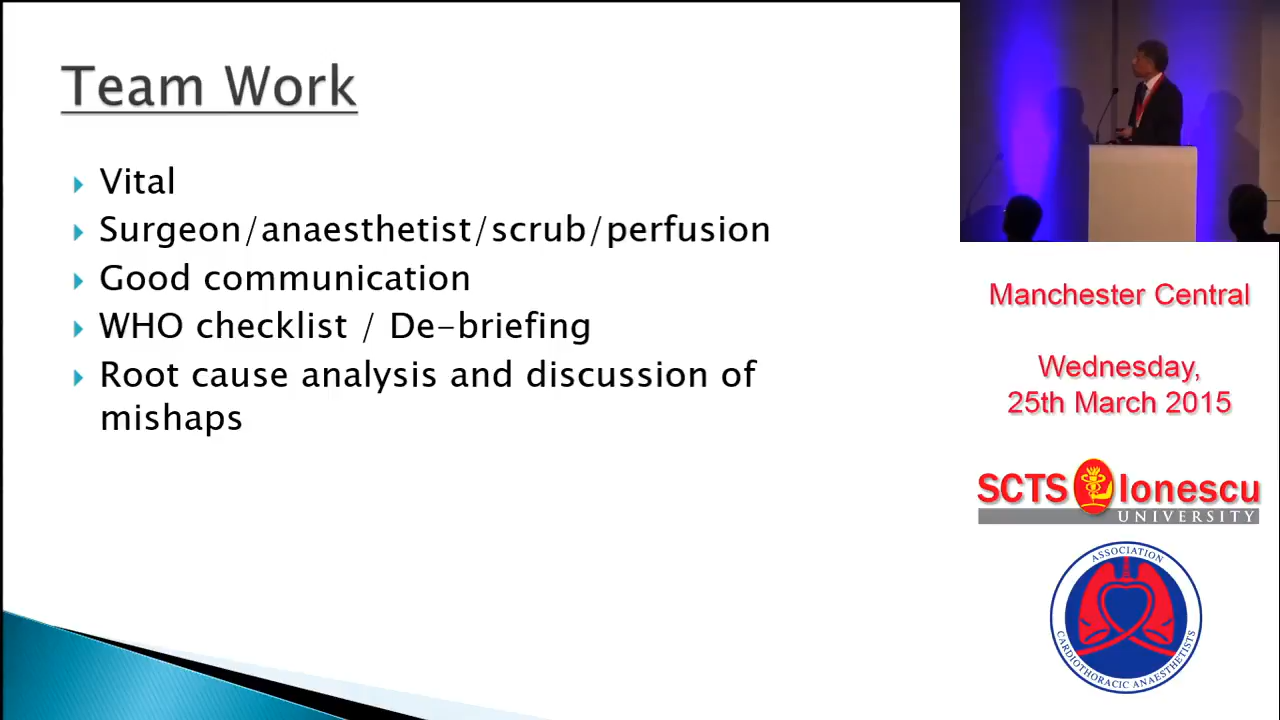 Team Work
Vital
Surgeon/anaesthetist/scrub/perfusion
Good communication
WHO checklist / De-briefing
Root cause analysis and discussion of
mishaps
Manchester Central
Wednesday,
25th March 2015
SCTS Ionescu
UNIVERSITY
ASSOCIATION
CARDIOTHORACIC ANAESTHETISTS